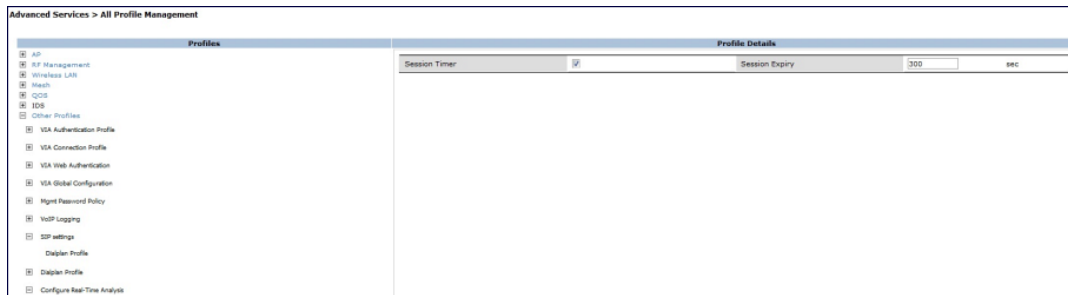 Advanced Services > All Profile Management
Profiles
AP
RF Management
Wireless LAN
Mesh
QOS
IDS
Other Profiles
VIA Authentication Profile
VIA Connection Profile
VIA Web Authentication
VIA Global Configuration
Mgmt Password Policy
VoIP Logging
SIP settings
Dialplan Profile
Dialplan Profile
Configure Real-Time Analysis
Profile Details
Session Timer Session Expiry 300 sec